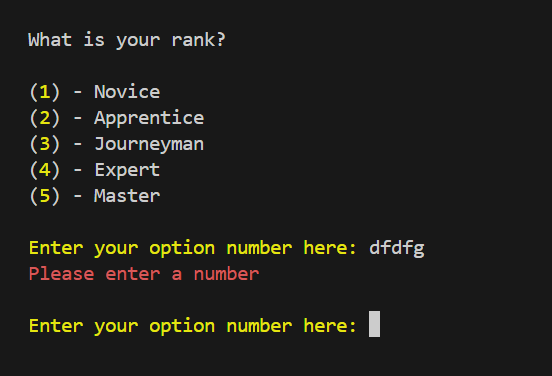 What is your rank?
(1) - Novice
(2) - Apprentice
(3) - Journeyman
(4) - Expert
(5) - Master
Enter your option number here: dfdfg
Please enter a number
Enter your option number here: